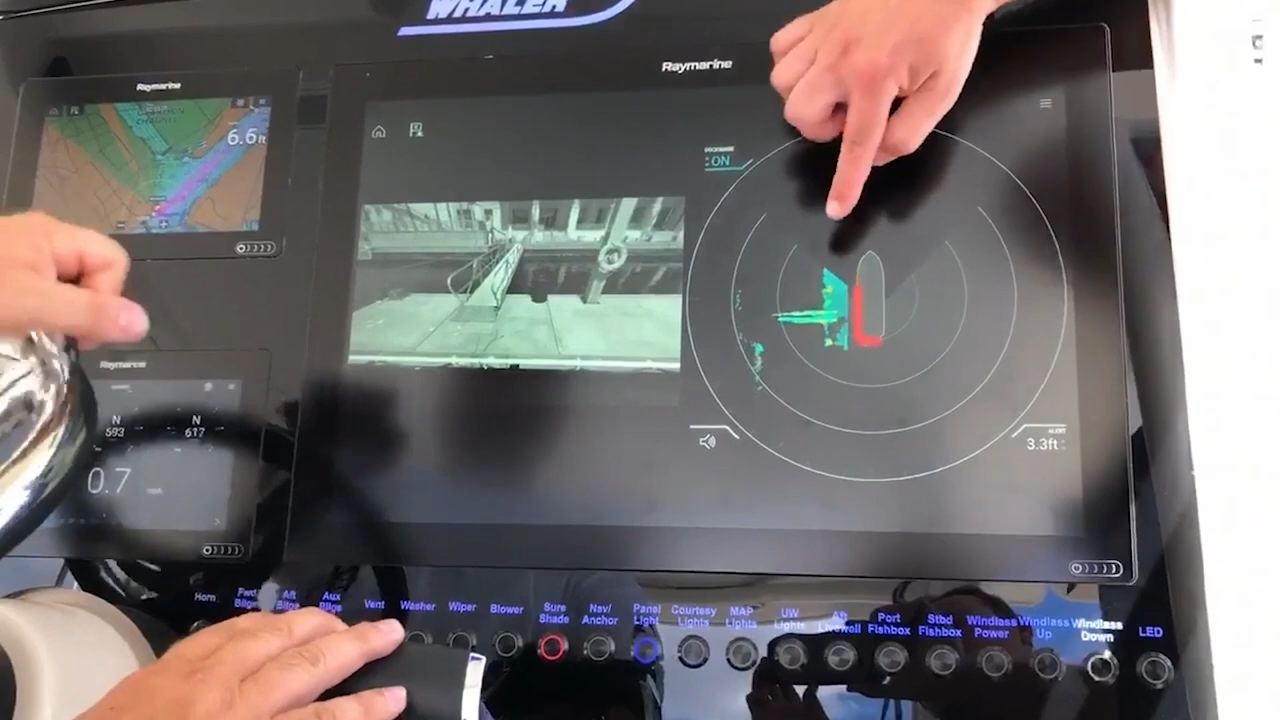 WHALER
Raymarine
Raymarine
6.6ft
ON
Raymarine
N
593
N
617
0.7
ALERT
3.3ft
Horn
Fwd
Bilge
Aft
Bilge
Aux
Bilge
Vent
Washer
Wiper
Blower
Sure
Shade
Nav/
Anchor
Panel
Light
Courtesy
Lights
MAP
Lights
UW
Lights
Aft
Livewell
Port
Fishbox
Stbd
Fishbox
Windlass
Power
Windlass
Up
Windlass
Down
LED